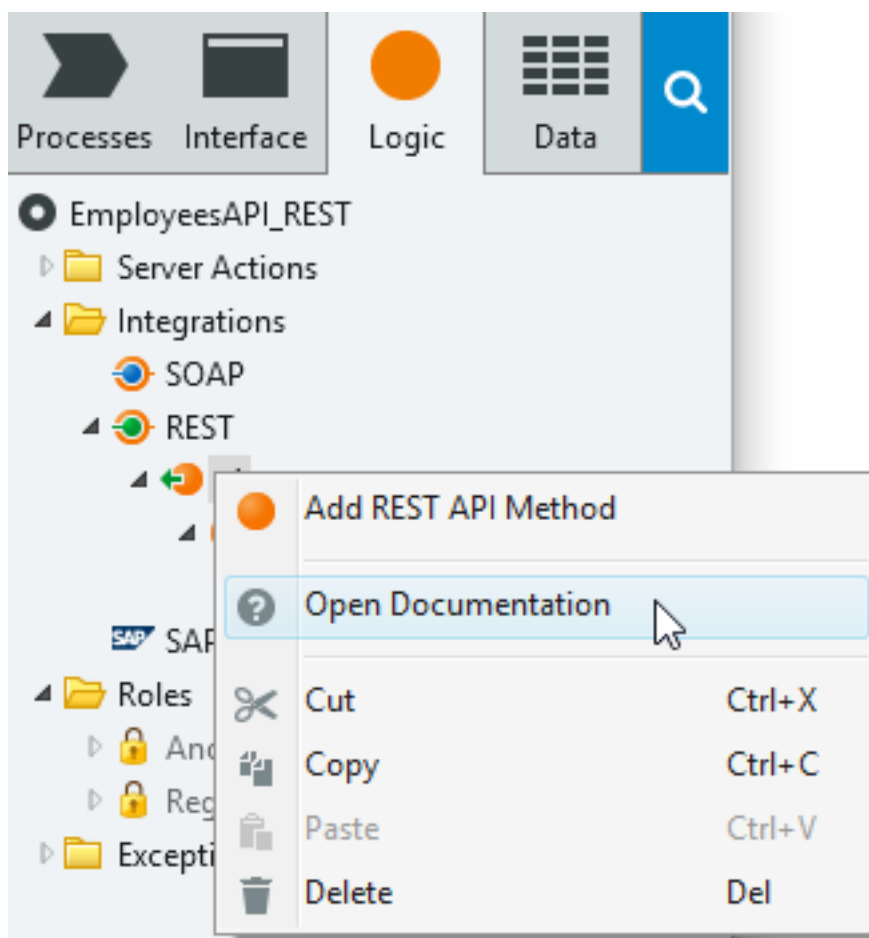 Processes Interface Logic Data
EmployeesAPI_REST
Server Actions
Integrations
SOAP
REST
Add REST API Method
Open Documentation
SAP
Roles
Cut Ctrl+X
Copy Ctrl+C
Paste Ctrl+V
Delete Del